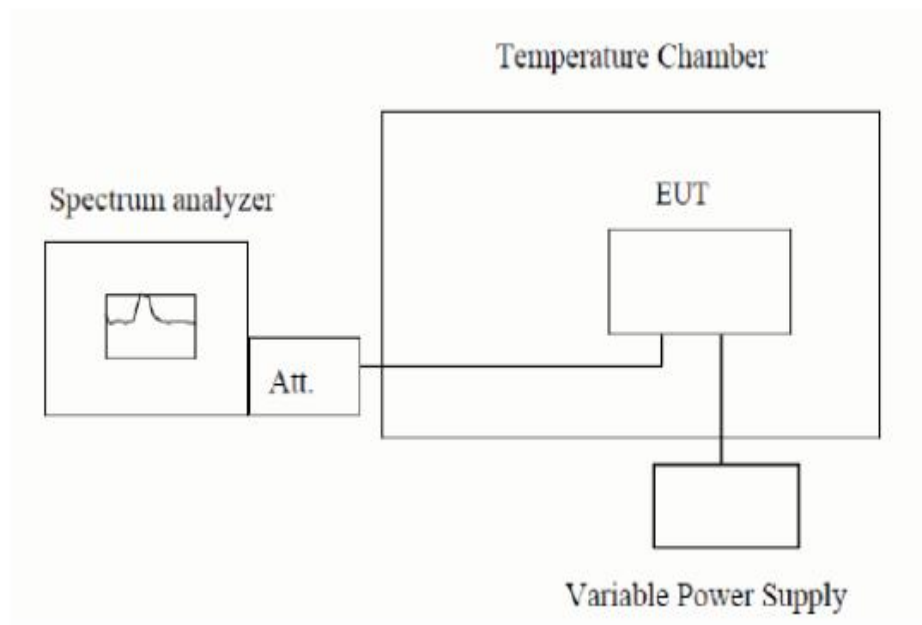 Temperature Chamber
Spectrum analyzer
EUT
Att.
Variable Power Supply